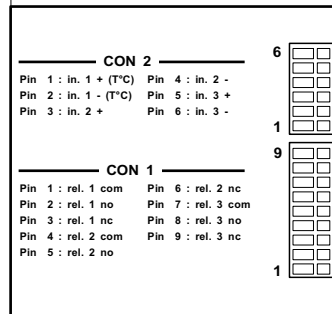 CON 2
Pin 1 : in. 1 + (T°C) Pin 4 : in. 2 -
Pin 2 : in. 1 - (T°C) Pin 5 : in. 3 +
Pin 3 : in. 2 + Pin 6 : in. 3 -
6
1
CON 1
Pin 1 : rel. 1 com Pin 6 : rel. 2 nc
Pin 2 : rel. 1 no Pin 7 : rel. 3 com
Pin 3 : rel. 1 nc Pin 8 : rel. 3 no
Pin 4 : rel. 2 com Pin 9 : rel. 3 nc
Pin 5 : rel. 2 no
9
1